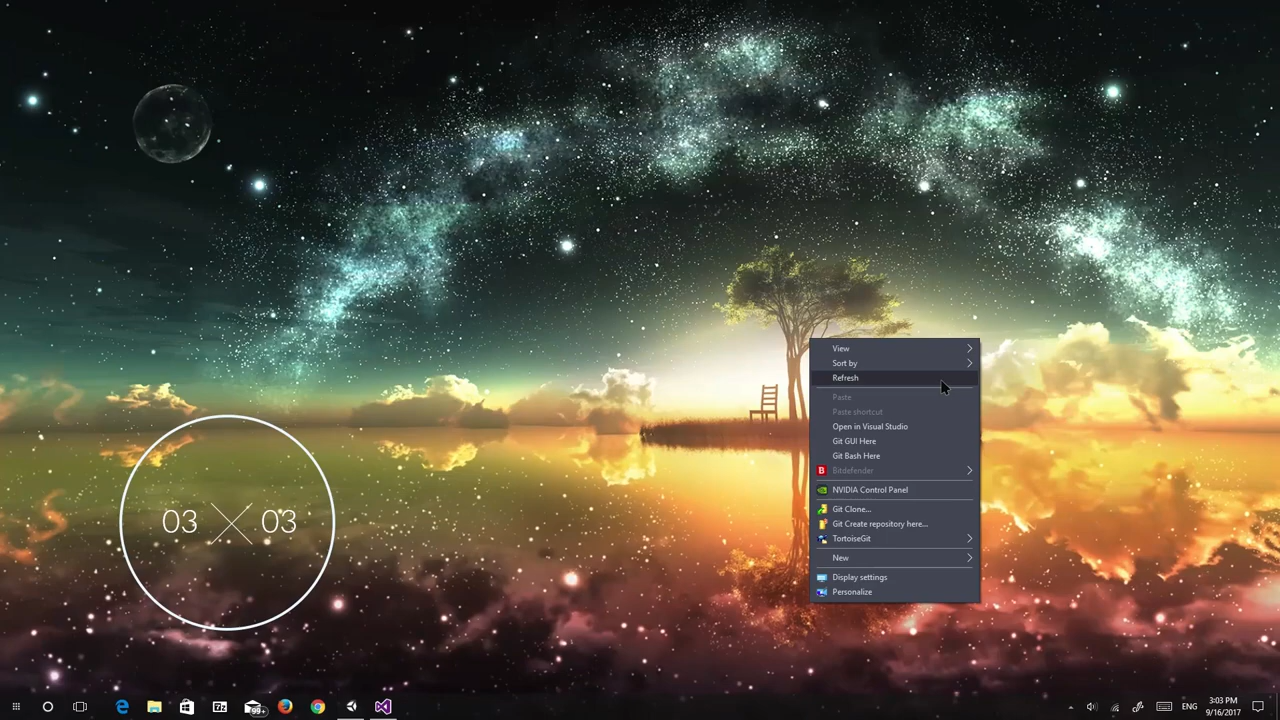 View
Sort by
Refresh
Paste
Paste shortcut
Open in Visual Studio
Git GUI Here
Git Bash Here
B Bitdefender
NVIDIA Control Panel
Git Clone...
Git Create repository here...
TortoiseGit
New
Display settings
Personalize
03 03
99+
ENG
3:03 PM
9/16/2017